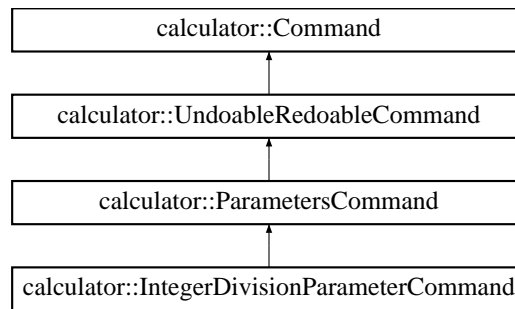 calculator::Command
calculator::UndoableRedoableCommand
calculator::ParametersCommand
calculator::IntegerDivisionParameterCommand